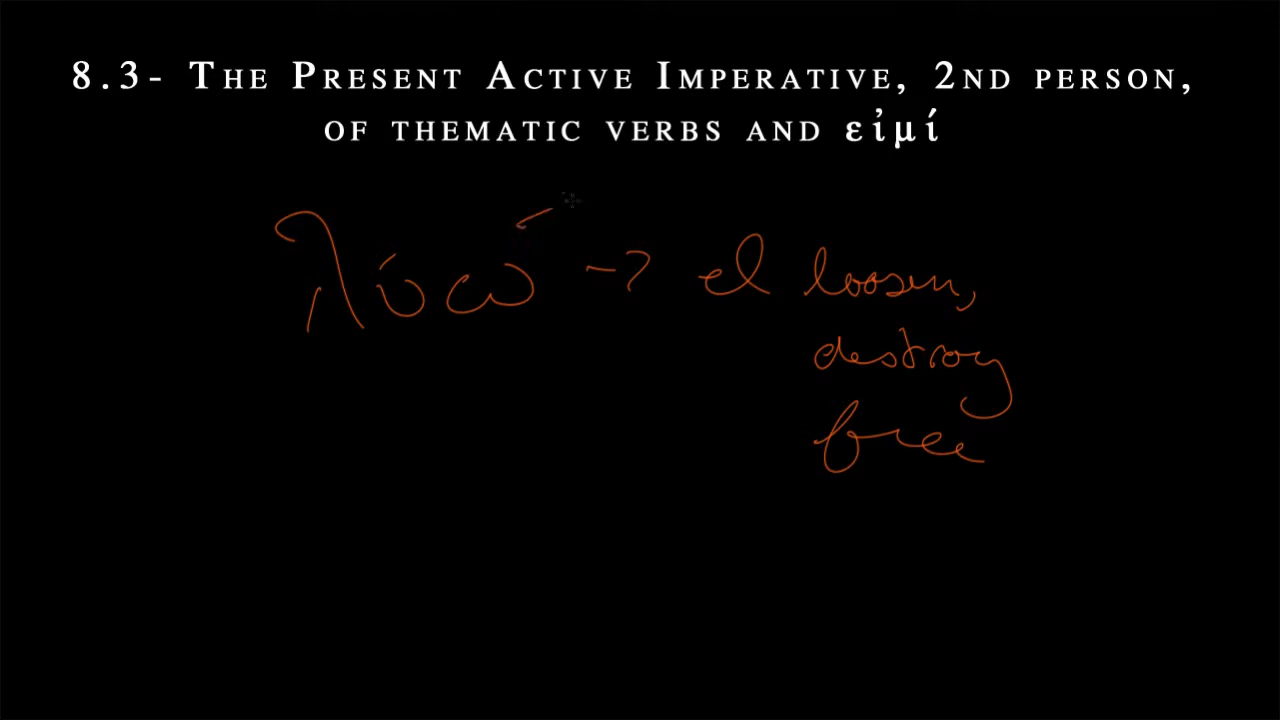 8.3- The Present Active Imperative, 2nd person,
of thematic verbs and εἰμί
λύω → I loosen,
destroy
free